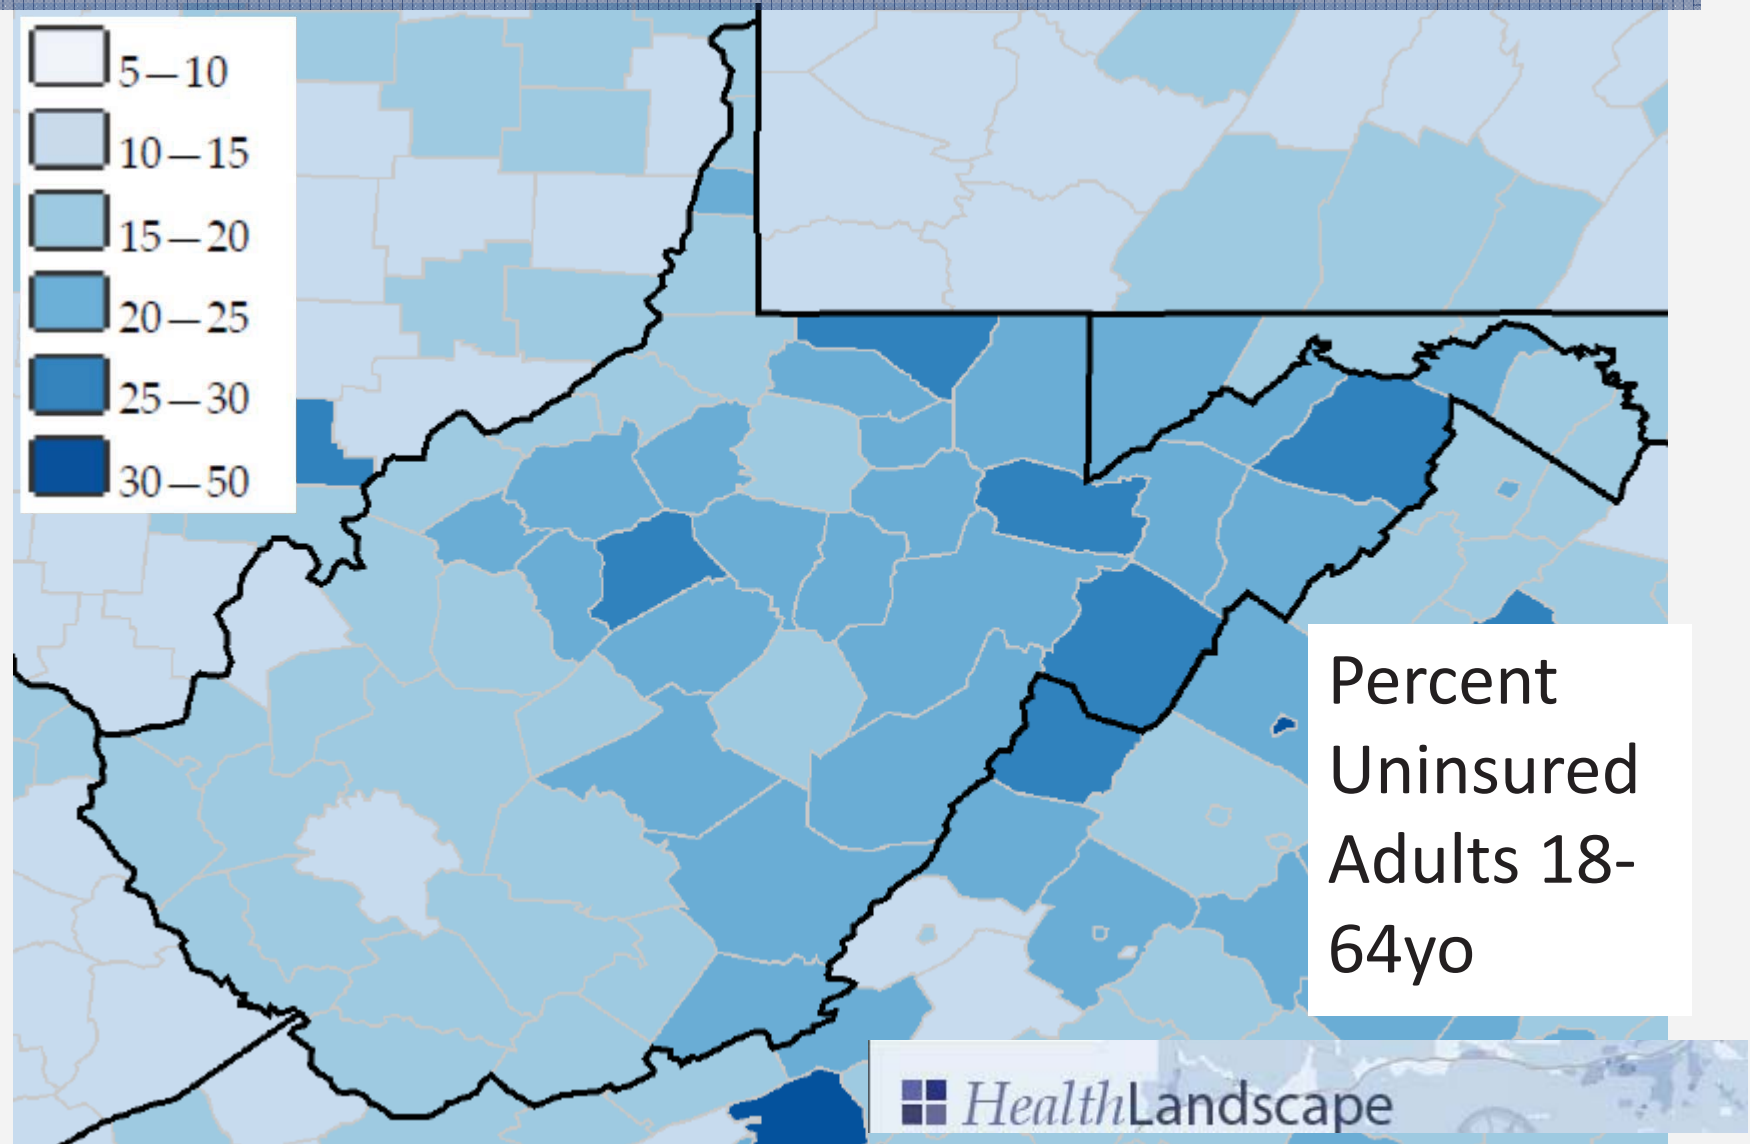 5–10
10–15
15–20
20–25
25–30
30–50
Percent
Uninsured
Adults 18-
64yo
HealthLandscape